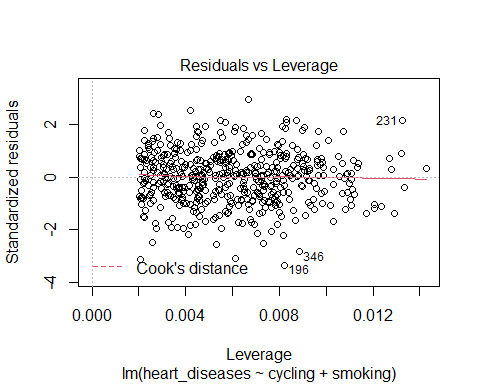 Residuals vs Leverage
Standardized residuals
2
0
-2
-4
231
346
196
Cook's distance
0.000 0.004 0.008 0.012
Leverage
lm(heart_diseases ~ cycling + smoking)